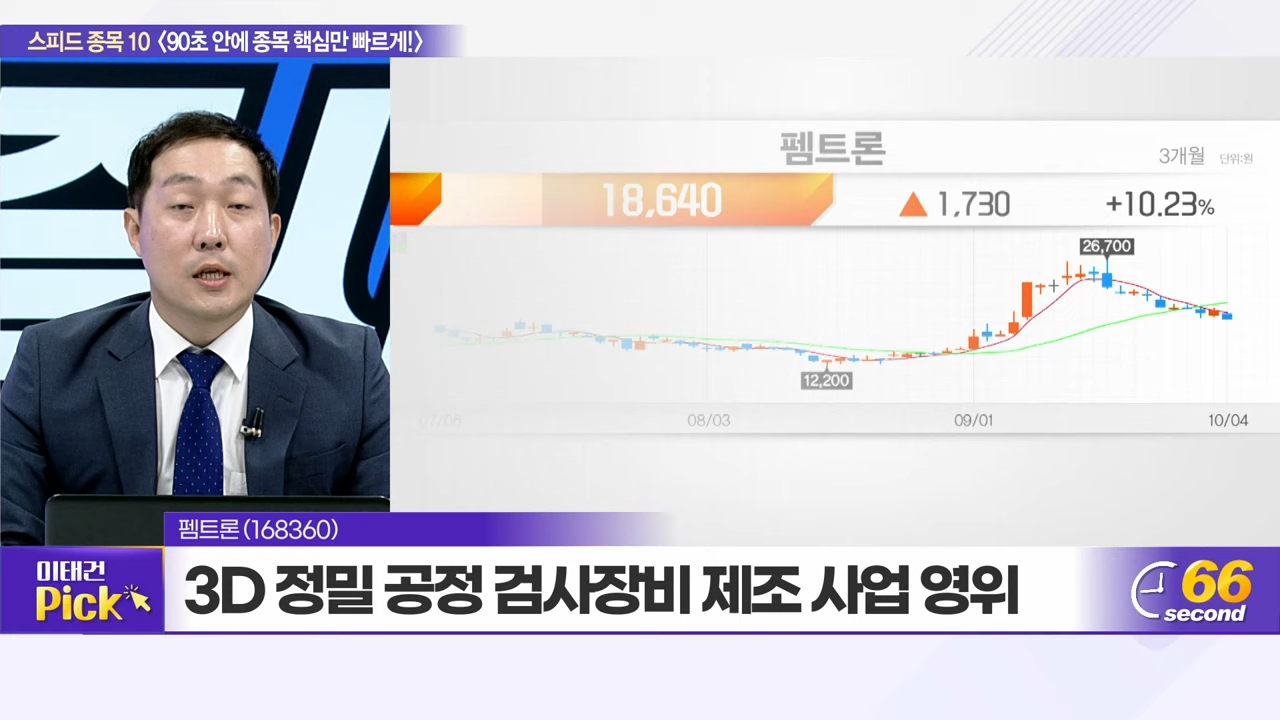 스피드 종목 10 〈90초 안에 종목 핵심만 빠르게!〉
펨트론
3개월 단위:원
18,640 ▲ 1,730 +10.23%
26,700
12,200
07/06 08/03 09/01 10/04
펨트론 (168360)
이태건
Pick
3D 정밀 공정 검사장비 제조 사업 영위
66
second